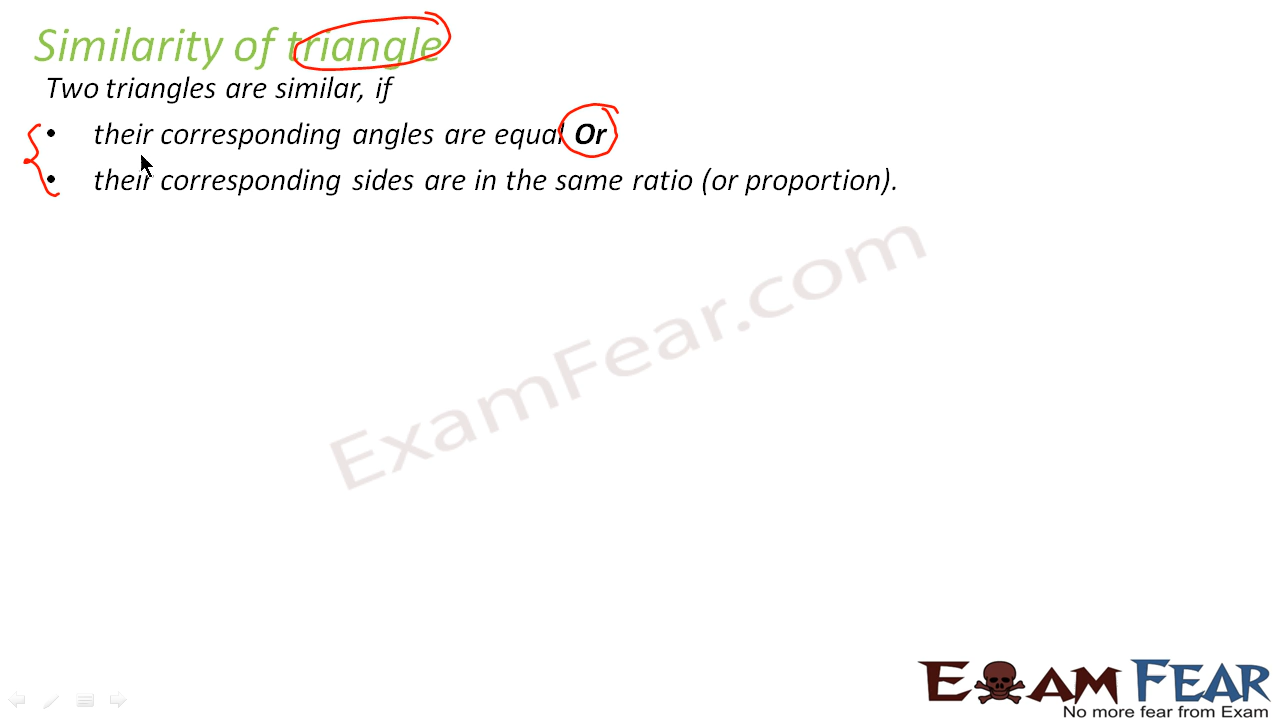 Similarity of triangle
Two triangles are similar, if
• their corresponding angles are equal Or
• their corresponding sides are in the same ratio (or proportion).
ExamFear.com
EXAM FEAR
No more fear from Exam